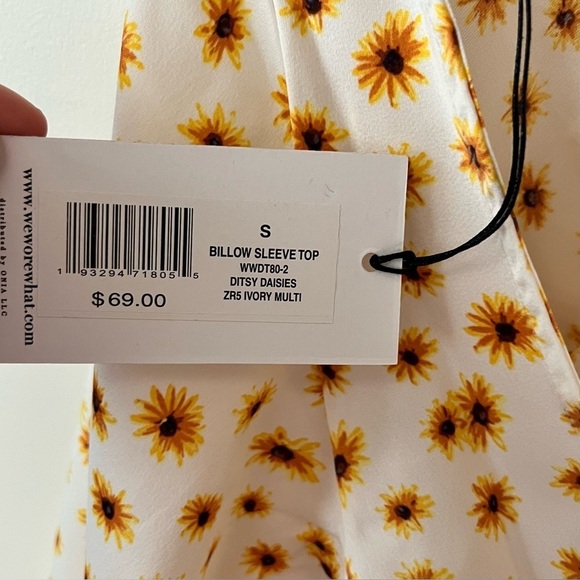 www.weworewhat.com
distributed by ONIA LLC
S
BILLOW SLEEVE TOP
WWDT80-2
DITSY DAISIES
ZR5 IVORY MULTI
1 93294 71805 5
$69.00